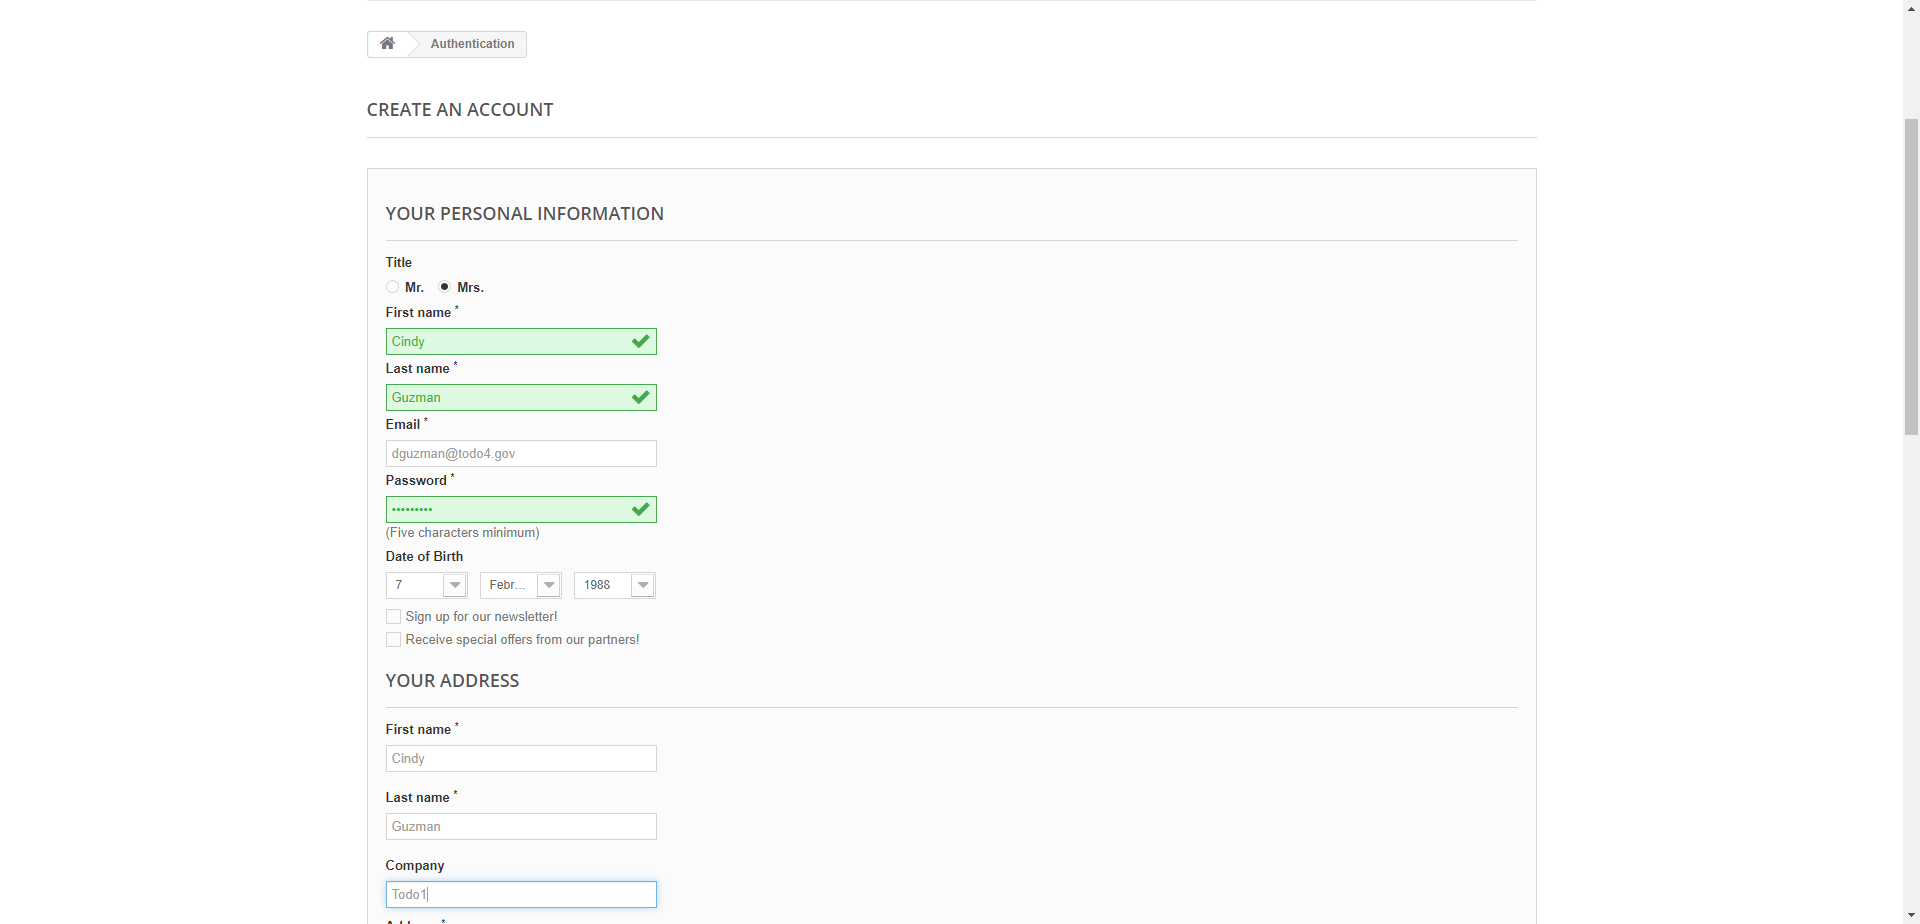 Authentication
CREATE AN ACCOUNT
YOUR PERSONAL INFORMATION
Title
Mr. Mrs.
First name *
Cindy
Last name *
Guzman
Email *
dguzman@todo4.gov
Password *
•••••••••
(Five characters minimum)
Date of Birth
7 Febr... 1988
Sign up for our newsletter!
Receive special offers from our partners!
YOUR ADDRESS
First name *
Cindy
Last name *
Guzman
Company
Todo1